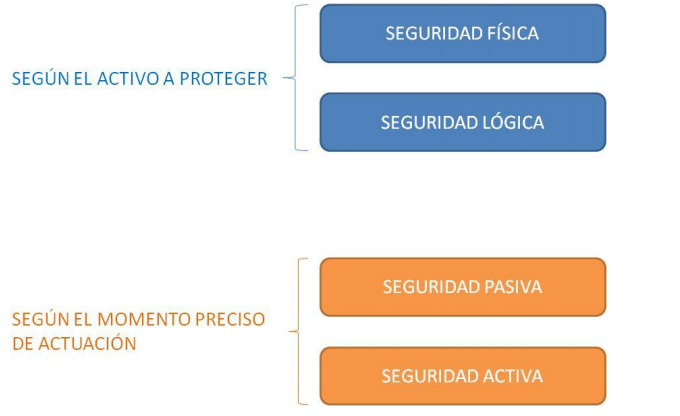 SEGURIDAD FÍSICA
SEGÚN EL ACTIVO A PROTEGER
SEGURIDAD LÓGICA
SEGURIDAD PASIVA
SEGÚN EL MOMENTO PRECISO
DE ACTUACIÓN
SEGURIDAD ACTIVA